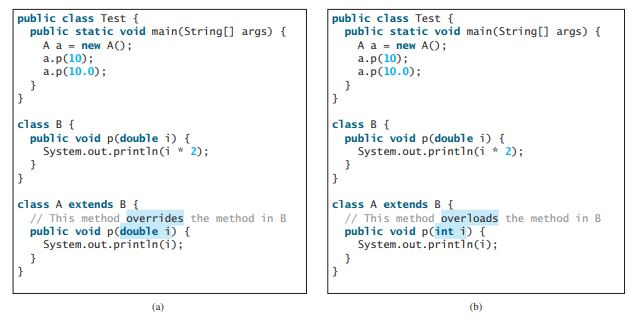 public class Test {
  public static void main(String[] args) {
    A a = new A();
    a.p(10);
    a.p(10.0);
  }
}

class B {
  public void p(double i) {
    System.out.println(i * 2);
  }
}

class A extends B {
  // This method overrides the method in B
  public void p(double i) {
    System.out.println(i);
  }
}
(a)
public class Test {
  public static void main(String[] args) {
    A a = new A();
    a.p(10);
    a.p(10.0);
  }
}

class B {
  public void p(double i) {
    System.out.println(i * 2);
  }
}

class A extends B {
  // This method overloads the method in B
  public void p(int i) {
    System.out.println(i);
  }
}
(b)